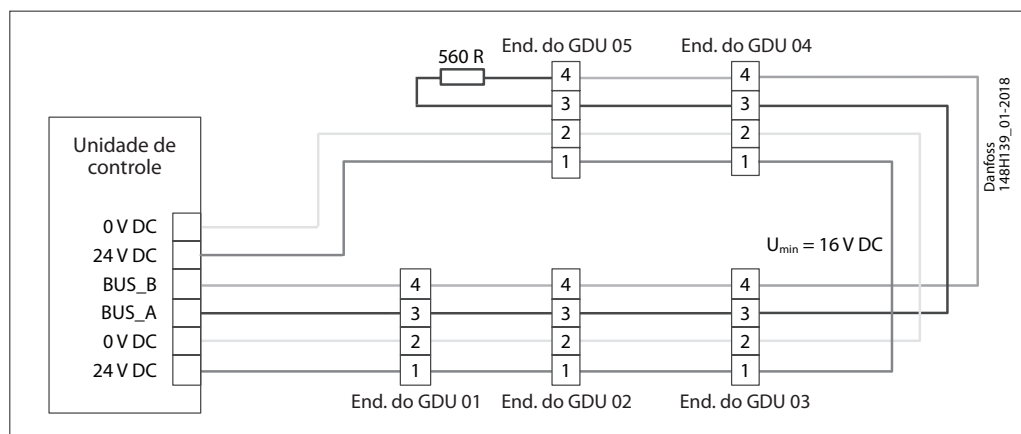 End. do GDU 05
End. do GDU 04
560 R
4
3
2
1
4
3
2
1
Danfoss
148H139_01-2018
Unidade de
controle
0 V DC
24 V DC
BUS_B
BUS_A
0 V DC
24 V DC
Umin = 16 V DC
4
3
2
1
4
3
2
1
4
3
2
1
End. do GDU 01
End. do GDU 02
End. do GDU 03